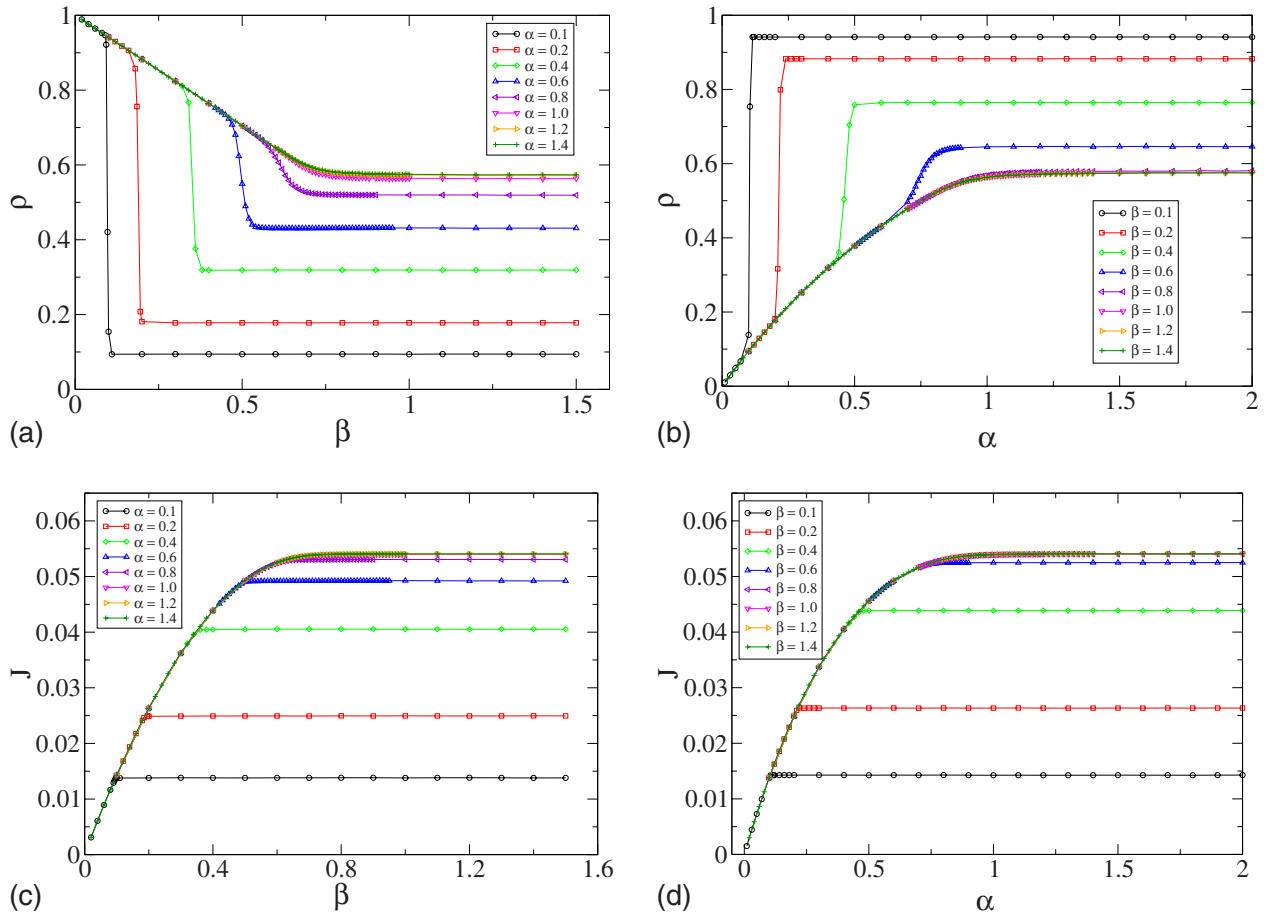 1
0.8
0.6
0.4
0.2
0
ρ
0
0.5
1
1.5
β
(a)
α = 0.1
α = 0.2
α = 0.4
α = 0.6
α = 0.8
α = 1.0
α = 1.2
α = 1.4
1
0.8
0.6
0.4
0.2
0
ρ
0
0.5
1
1.5
2
α
(b)
β = 0.1
β = 0.2
β = 0.4
β = 0.6
β = 0.8
β = 1.0
β = 1.2
β = 1.4
0.06
0.05
0.04
0.03
0.02
0.01
0
J
0
0.4
0.8
1.2
1.6
β
(c)
α = 0.1
α = 0.2
α = 0.4
α = 0.6
α = 0.8
α = 1.0
α = 1.2
α = 1.4
0.06
0.05
0.04
0.03
0.02
0.01
0
J
0
0.5
1
1.5
2
α
(d)
β = 0.1
β = 0.2
β = 0.4
β = 0.6
β = 0.8
β = 1.0
β = 1.2
β = 1.4